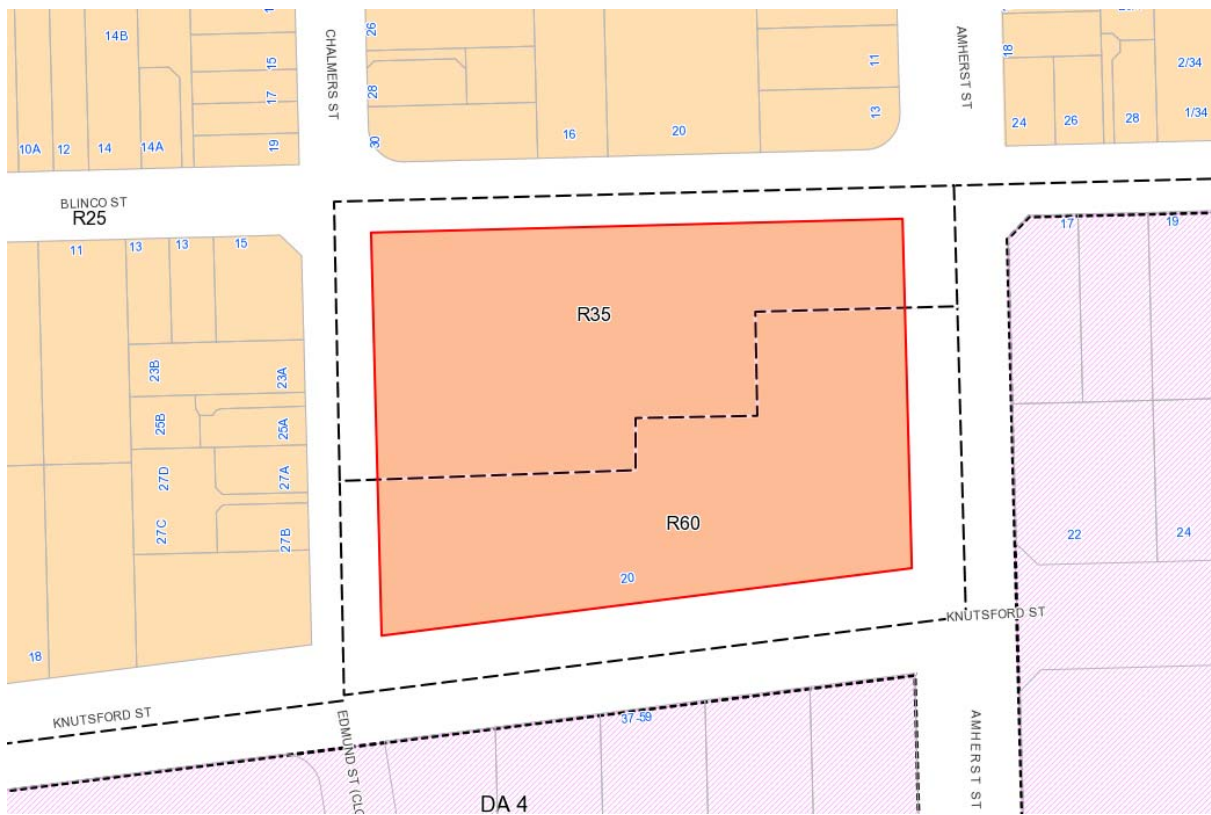 14B
15
17
19
10A
12
14
14A
CHALMERS ST
26
28
30
16
20
11
13
AMHERST ST
18
24
26
28
2/34
1/34
BLINCO ST
R25
11
13
13
15
23B
23A
25B
25A
27D
27A
27C
27B
18
R35
R60
20
17
19
22
24
KNUTSFORD ST
KNUTSFORD ST
EDMUND ST (CLO
37-59
DA 4
AMHERST ST